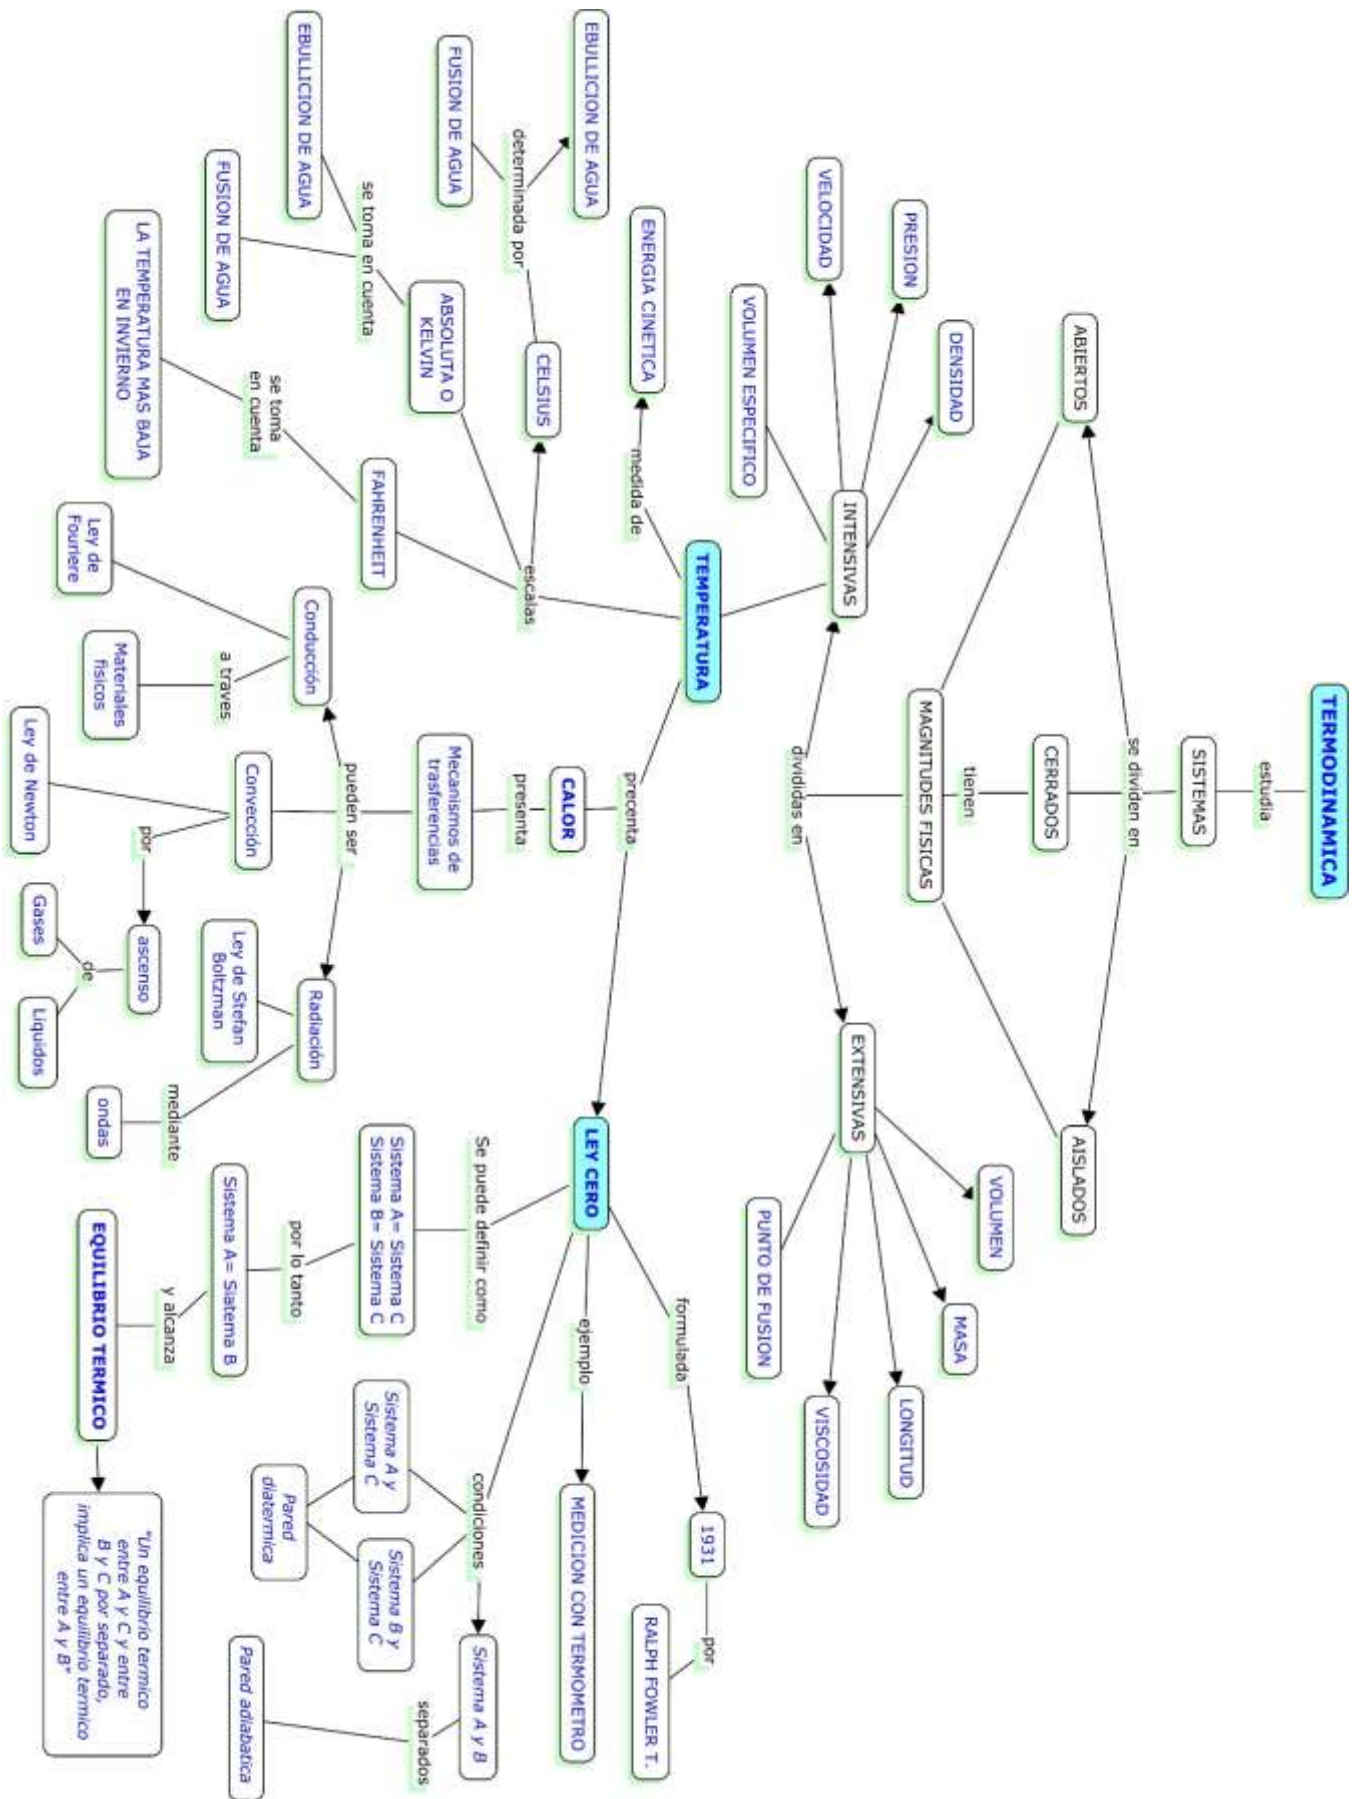 TERMODINAMICA
estudia
SISTEMAS
se dividen en
ABIERTOS
CERRADOS
AISLADOS
tienen
MAGNITUDES FISICAS
divididas en
INTENSIVAS
EXTENSIVAS
DENSIDAD
PRESION
VELOCIDAD
VOLUMEN ESPECIFICO
VOLUMEN
MASA
LONGITUD
VISCOSIDAD
PUNTO DE FUSION
TEMPERATURA
medida de
ENERGIA CINETICA
escalas
CELSIUS
determinada por
EBULLICION DE AGUA
FUSION DE AGUA
ABSOLUTA O
KELVIN
se toma en cuenta
EBULLICION DE AGUA
FUSION DE AGUA
FAHRENHEIT
se toma
en cuenta
LA TEMPERATURA MAS BAJA
EN INVIERNO
precenta
CALOR
presenta
Mecanismos de
trasferencias
pueden ser
Conducción
Ley de
Fouriere
a traves
Materiales
fisicos
Convección
Ley de Newton
por
ascenso
de
Gases
Liquidos
Radiación
Ley de Stefan
Boltzman
mediante
ondas
LEY CERO
formulada
1931
por
RALPH FOWLER T.
ejemplo
MEDICION CON TERMOMETRO
condiciones
Sistema A y
Sistema C
Sistema B y
Sistema C
Pared
diatermica
Sistema A y B
separados
Pared adiabatica
Se puede definir como
Sistema A= Sistema C
Sistema B= Sistema C
por lo tanto
Sistema A= Siatema B
y alcanza
EQUILIBRIO TERMICO
"Un equilibrio termico
entre A y C y entre
B y C por separado,
implica un equilibrio termico
entre A y B"